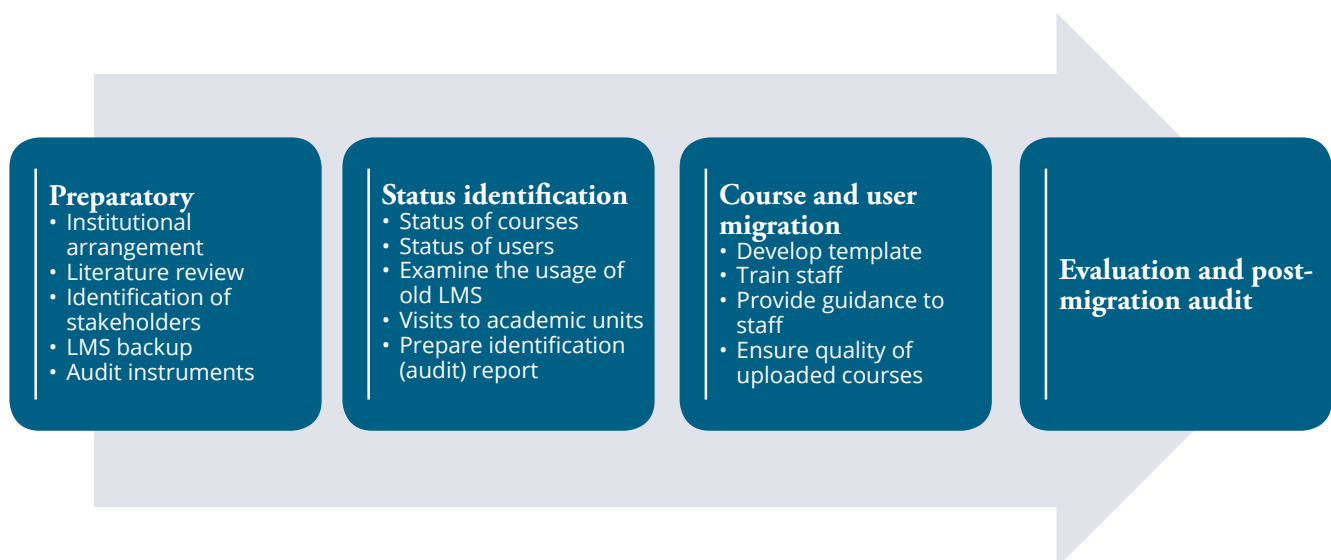 Preparatory
• Institutional
arrangement
• Literature review
• Identification of
stakeholders
• LMS backup
• Audit instruments
Status identification
• Status of courses
• Status of users
• Examine the usage of
old LMS
• Visits to academic units
• Prepare identification
(audit) report
Course and user
migration
• Develop template
• Train staff
• Provide guidance to
staff
• Ensure quality of
uploaded courses
Evaluation and post-
migration audit